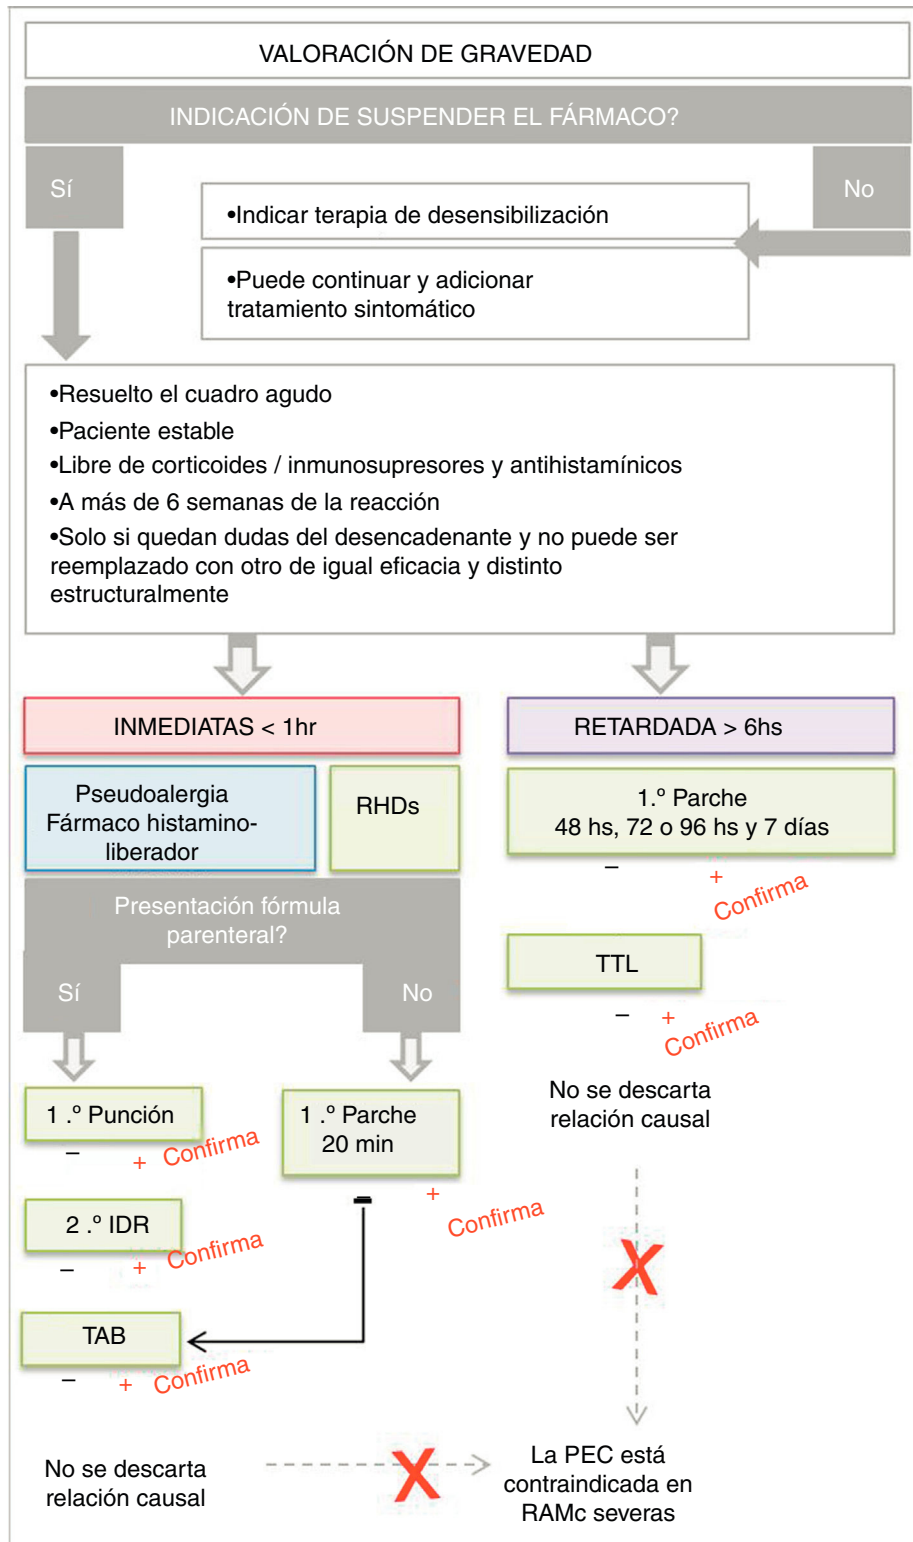 VALORACIÓN DE GRAVEDAD
INDICACIÓN DE SUSPENDER EL FÁRMACO?
Sí
No
•Indicar terapia de desensibilización
•Puede continuar y adicionar
tratamiento sintomático
•Resuelto el cuadro agudo
•Paciente estable
•Libre de corticoides / inmunosupresores y antihistamínicos
•A más de 6 semanas de la reacción
•Solo si quedan dudas del desencadenante y no puede ser
reemplazado con otro de igual eficacia y distinto
estructuralmente
INMEDIATAS < 1hr
RETARDADA > 6hs
Pseudoalergia
Fármaco histamino-
liberador
RHDs
1.º Parche
48 hs, 72 o 96 hs y 7 días
–
+
Confirma
Presentación fórmula
parenteral?
Sí
No
TTL
–
+
Confirma
1 .º Punción
–
+ Confirma
1 .º Parche
20 min
–
+
Confirma
No se descarta
relación causal
2 .º IDR
–
+ Confirma
X
TAB
–
+ Confirma
No se descarta
relación causal
X
La PEC está
contraindicada en
RAMc severas